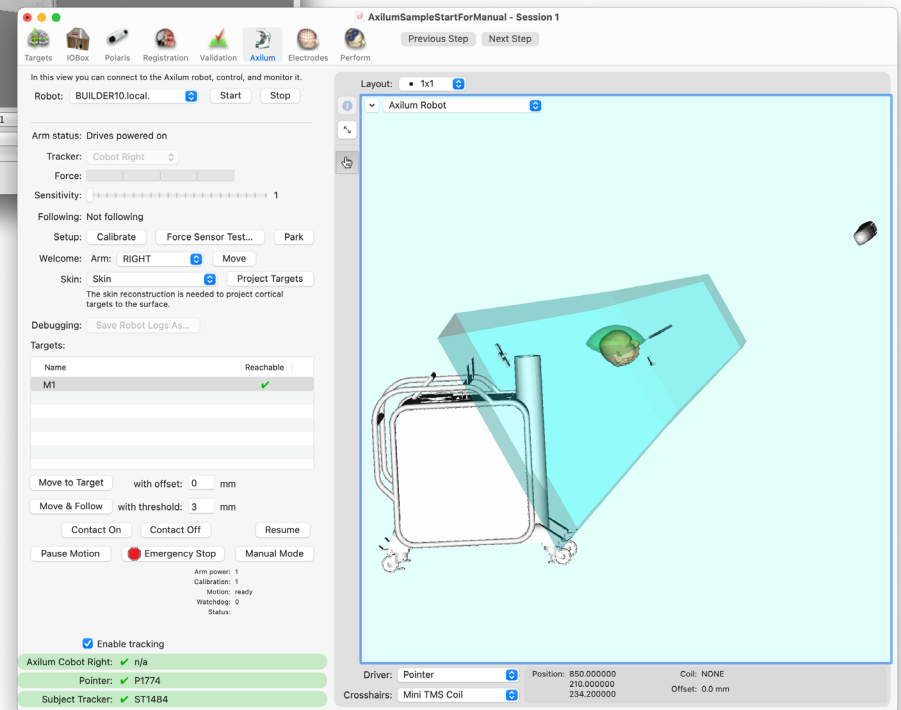 AxilumSampleStartForManual - Session 1
Targets IOBox Polaris Registration Validation Axilum Electrodes Perform
Previous Step Next Step
In this view you can connect to the Axilum robot, control, and monitor it.
Robot: BUILDER10.local. Start Stop
Arm status: Drives powered on
Tracker: Cobot Right
Force:
Sensitivity: 1
Following: Not following
Setup: Calibrate Force Sensor Test... Park
Welcome: Arm: RIGHT Move
Skin: Skin Project Targets
The skin reconstruction is needed to project cortical
targets to the surface.
Debugging: Save Robot Logs As...
Targets:
Name Reachable
M1 ✔
Move to Target with offset: 0 mm
Move & Follow with threshold: 3 mm
Contact On Contact Off Resume
Pause Motion Emergency Stop Manual Mode
Arm power: 1
Calibration: 1
Motion: ready
Watchdog: 0
Status:
Enable tracking
Axilum Cobot Right: ✔ n/a
Pointer: ✔ P1774
Subject Tracker: ✔ ST1484
Layout: ▪ 1x1
Axilum Robot
Driver: Pointer
Crosshairs: Mini TMS Coil
Position: 850.000000
210.000000
234.200000
Coil: NONE
Offset: 0.0 mm
1